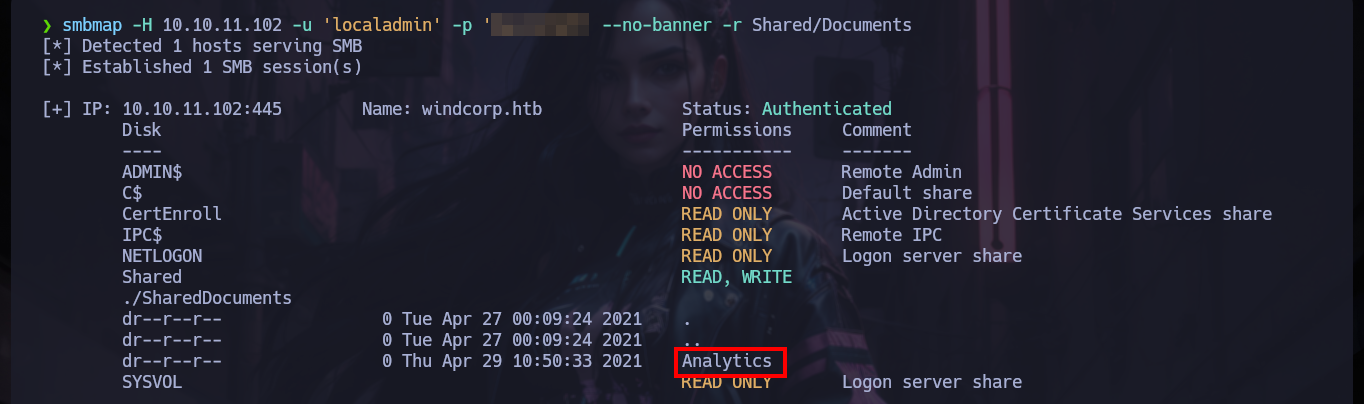 ❯ smbmap -H 10.10.11.102 -u 'localadmin' -p ' --no-banner -r Shared/Documents
[*] Detected 1 hosts serving SMB
[*] Established 1 SMB session(s)
[+] IP: 10.10.11.102:445 Name: windcorp.htb Status: Authenticated
Disk Permissions Comment
---- ----------- -------
ADMIN$ NO ACCESS Remote Admin
C$ NO ACCESS Default share
CertEnroll READ ONLY Active Directory Certificate Services share
IPC$ READ ONLY Remote IPC
NETLOGON READ ONLY Logon server share
Shared READ, WRITE
./SharedDocuments
dr--r--r-- 0 Tue Apr 27 00:09:24 2021 .
dr--r--r-- 0 Tue Apr 27 00:09:24 2021 ..
dr--r--r-- 0 Thu Apr 29 10:50:33 2021 Analytics
SYSVOL READ ONLY Logon server share